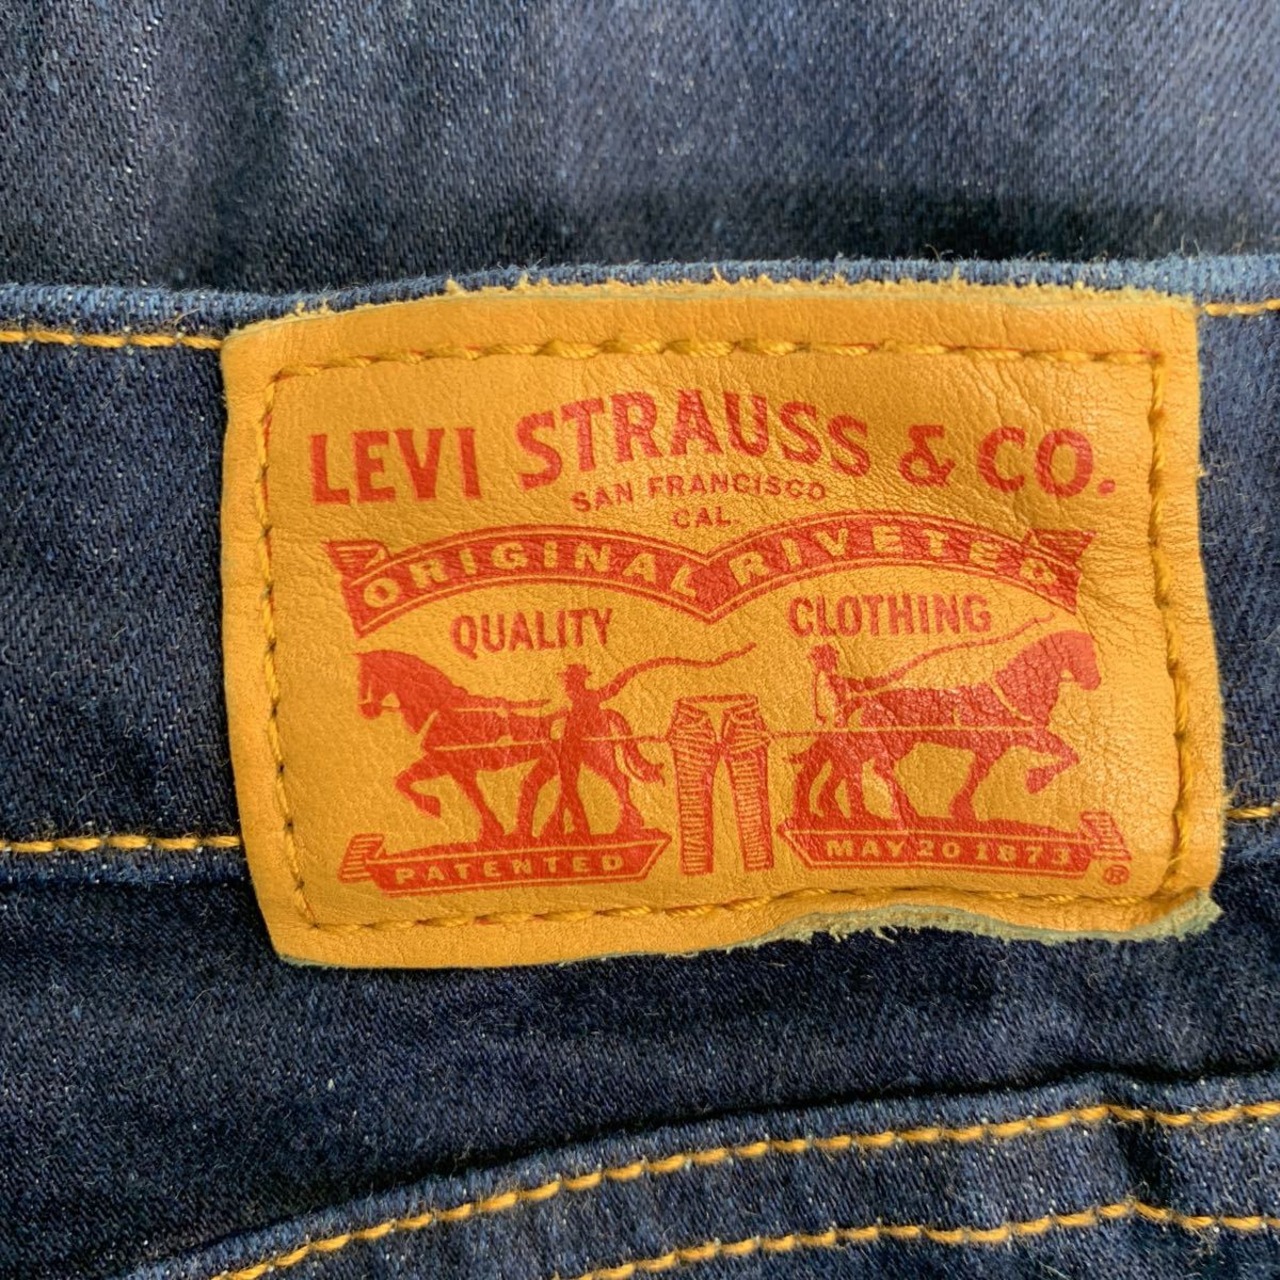 LEVI STRAUSS & CO.
SAN FRANCISCO
CAL.
ORIGINAL RIVETED
QUALITY CLOTHING
PATENTED MAY 20 1873 ®